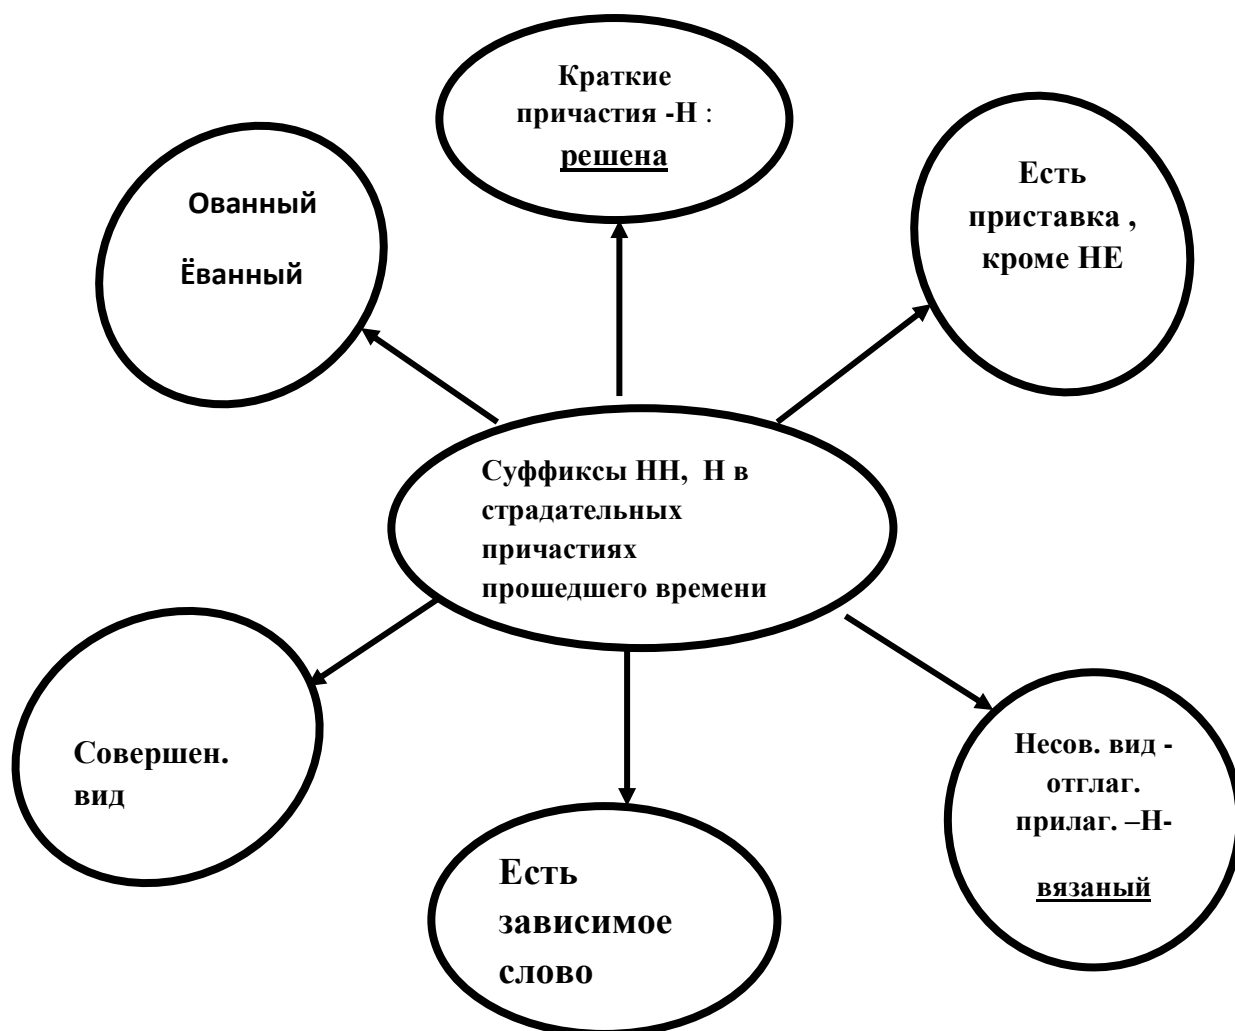 Краткие
причастия -Н :
решена
Ованный
Ёванный
Есть
приставка ,
кроме НЕ
Суффиксы НН, Н в
страдательных
причастиях
прошедшего времени
Совершен.
вид
Есть
зависимое
слово
Несов. вид -
отглаг.
прилаг. –Н-
вязаный